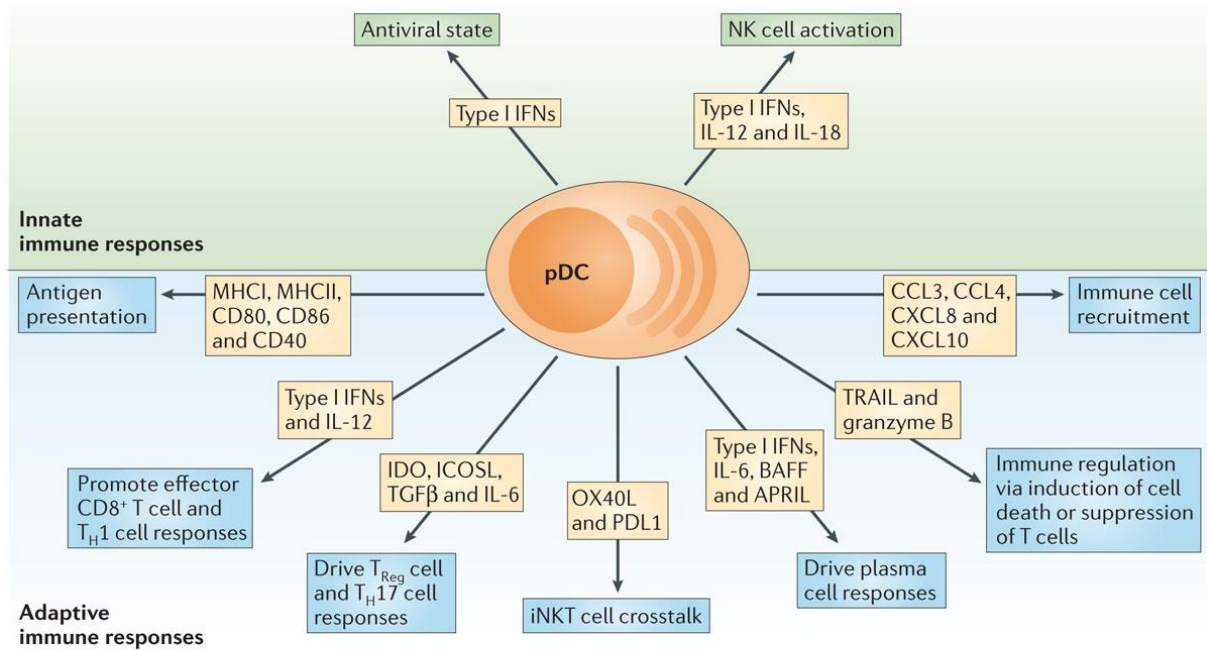 Antiviral state
NK cell activation
Type I IFNs
Type I IFNs,
IL-12 and IL-18
Innate
immune responses
pDC
Antigen
presentation
MHCI, MHCII,
CD80, CD86
and CD40
CCL3, CCL4,
CXCL8 and
CXCL10
Immune cell
recruitment
Type I IFNs
and IL-12
Promote effector
CD8⁺ T cell and
T_H1 cell responses
IDO, ICOSL,
TGFβ and IL-6
Drive T_Reg cell
and T_H17 cell
responses
OX40L
and PDL1
iNKT cell crosstalk
Type I IFNs,
IL-6, BAFF
and APRIL
Drive plasma
cell responses
TRAIL and
granzyme B
Immune regulation
via induction of cell
death or suppression
of T cells
Adaptive
immune responses